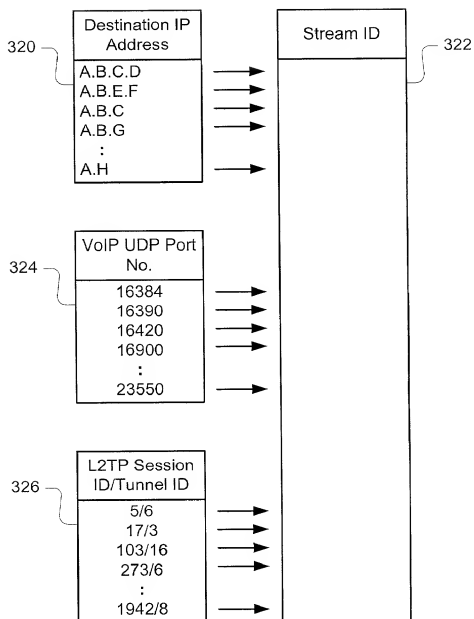 Destination IP
Address
320
A.B.C.D
A.B.E.F
A.B.C
A.B.G
:
A.H
Stream ID
322
VoIP UDP Port
No.
324
16384
16390
16420
16900
:
23550
L2TP Session
ID/Tunnel ID
326
5/6
17/3
103/16
273/6
:
1942/8